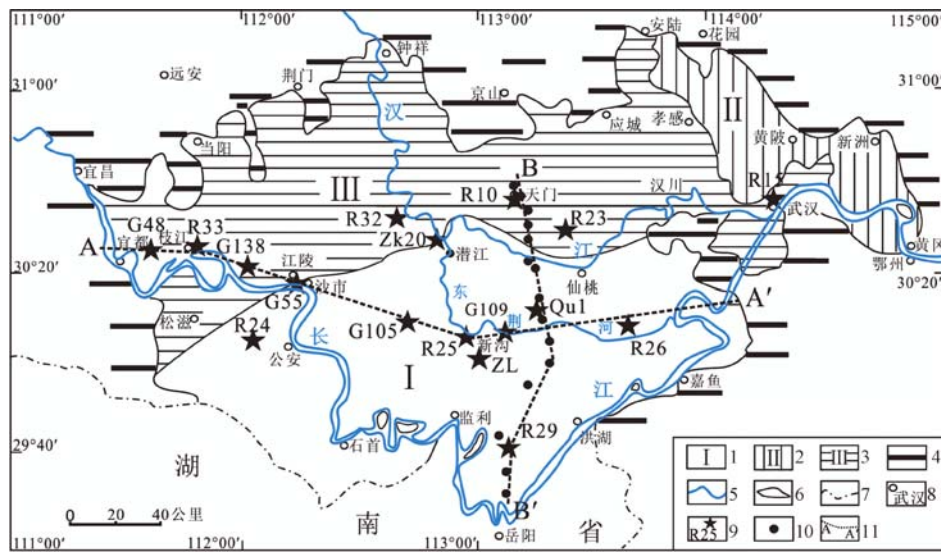 111°00′ 112°00′ 113°00′ 114°00′ 115°00′
安陆 花园
钟祥
远安 荆门 31°00′ 31°00′
京山
汉 应城 孝感 II
当阳 黄陂 新洲
宜昌 B
III R10 天门 汉川 R15
R32 武汉
G48 R33 R23
A 宜都 枝江 G138 Zk20 江 黄冈
30°20′ 江陵 潜江 仙桃 鄂州
30°20′
G55 沙市 东 G109 Qu1 A′
松滋 长 G105 荆 河
R24 R25 新沟 R26
公安 ZL 嘉鱼
I 江
监利
29°40′ R29 洪湖 29°40′
石首
湖
南 省
B′
岳阳
0 20 40 公里
111°00′ 112°00′ 113°00′
I 1 II 2 III 3 4
5 6 7 武汉 8
R25 9 10 A A′ 11